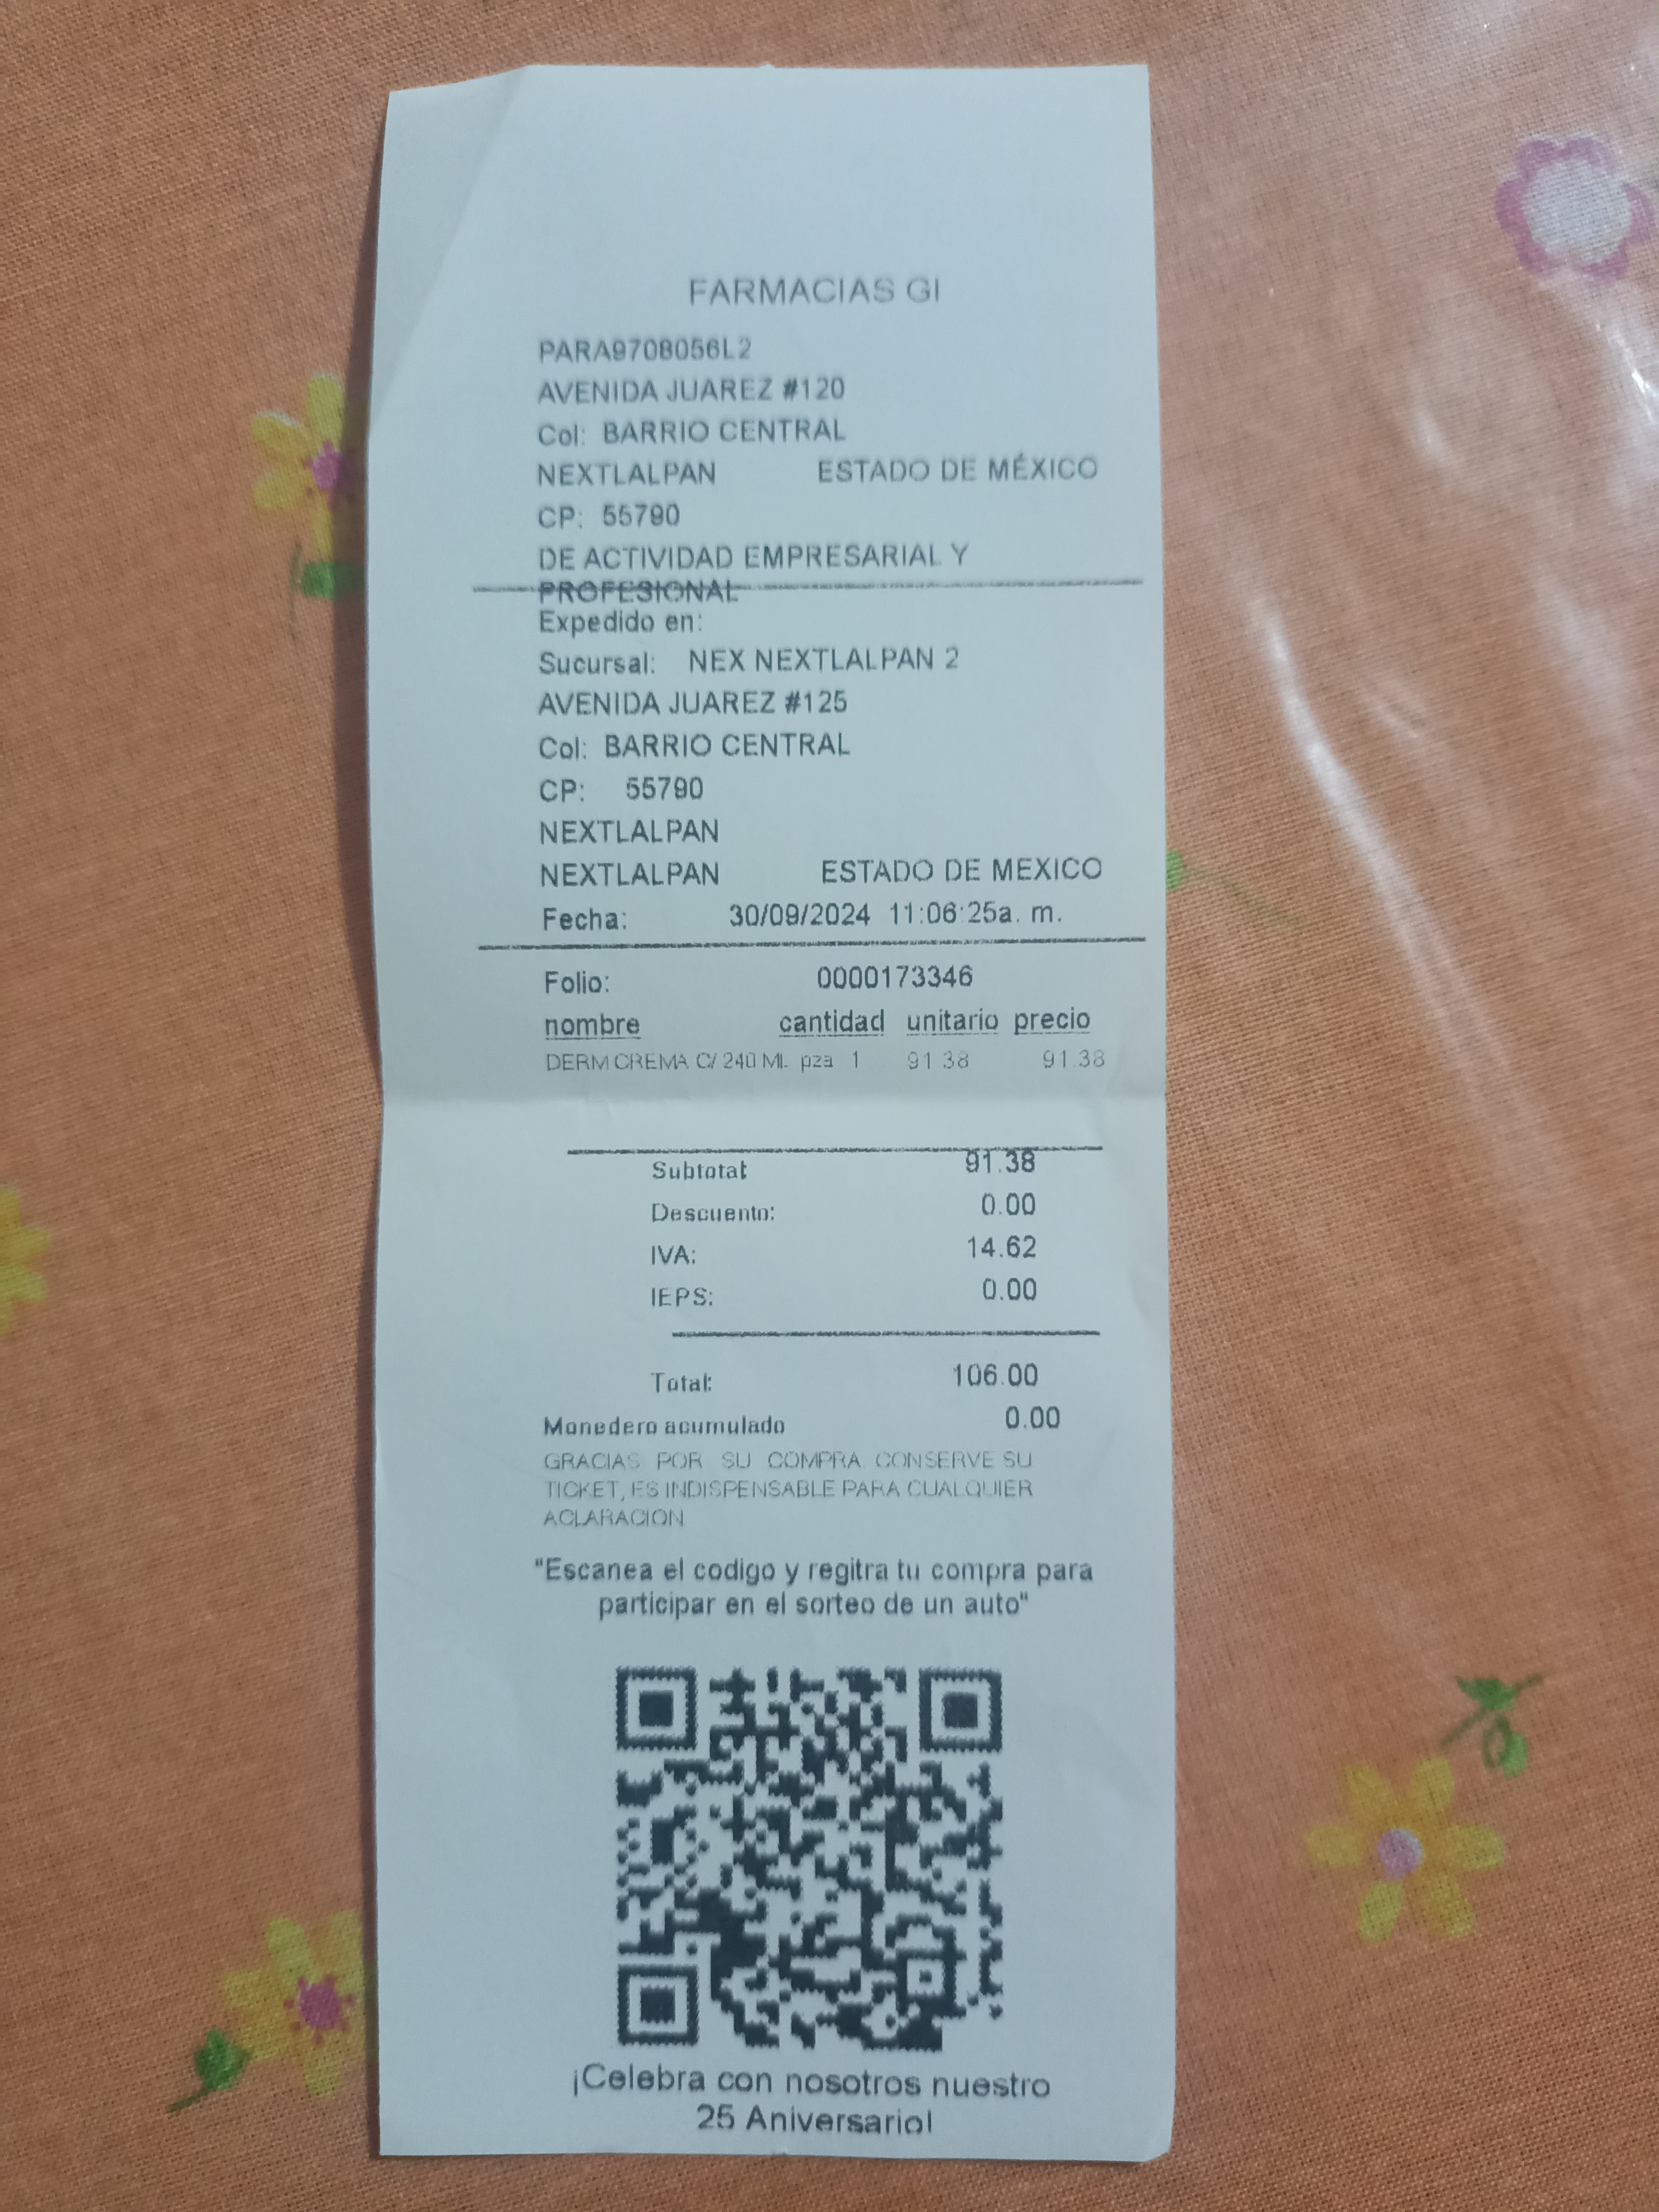 FARMACIAS GI
PARA9708056L2
AVENIDA JUAREZ #120
Col: BARRIO CENTRAL
NEXTLALPAN ESTADO DE MÉXICO
CP: 55790
DE ACTIVIDAD EMPRESARIAL Y
PROFESIONAL
Expedido en:
Sucursal: NEX NEXTLALPAN 2
AVENIDA JUAREZ #125
Col: BARRIO CENTRAL
CP: 55790
NEXTLALPAN
NEXTLALPAN ESTADO DE MEXICO
Fecha: 30/09/2024 11:06:25a. m.
Folio: 0000173346
nombre cantidad unitario precio
DERM CREMA C/ 240 ML pza 1 91.38 91.38
Subtotal: 91.38
Descuento: 0.00
IVA: 14.62
IEPS: 0.00
Total: 106.00
Monedero acumulado 0.00
GRACIAS POR SU COMPRA. CONSERVE SU
TICKET, ES INDISPENSABLE PARA CUALQUIER
ACLARACION.
"Escanea el codigo y regitra tu compra para
participar en el sorteo de un auto"
¡Celebra con nosotros nuestro
25 Aniversario!